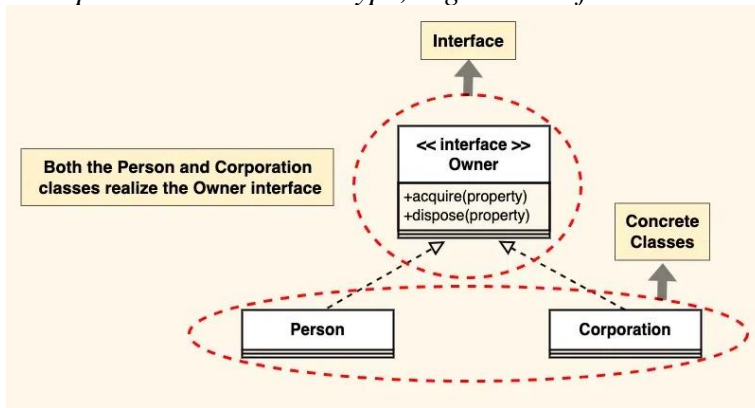 Interface
<< interface >>
Owner
+acquire(property)
+dispose(property)
Both the Person and Corporation
classes realize the Owner interface
Concrete
Classes
Person
Corporation